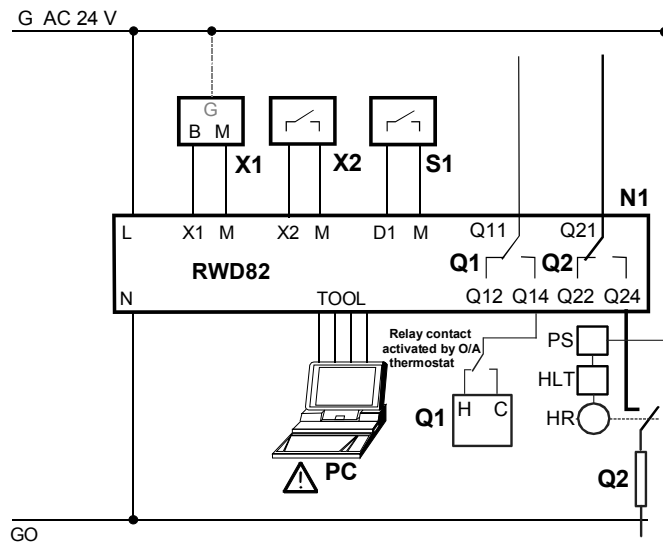 G AC 24 V
G
B M
X1
X2
S1
N1
L X1 M X2 M D1 M Q11 Q21
Q1 Q2
RWD82
N TOOL Q12 Q14 Q22 Q24
Relay contact
activated by O/A
thermostat
PS
HLT
H C
HR
Q1
PC
Q2
GO